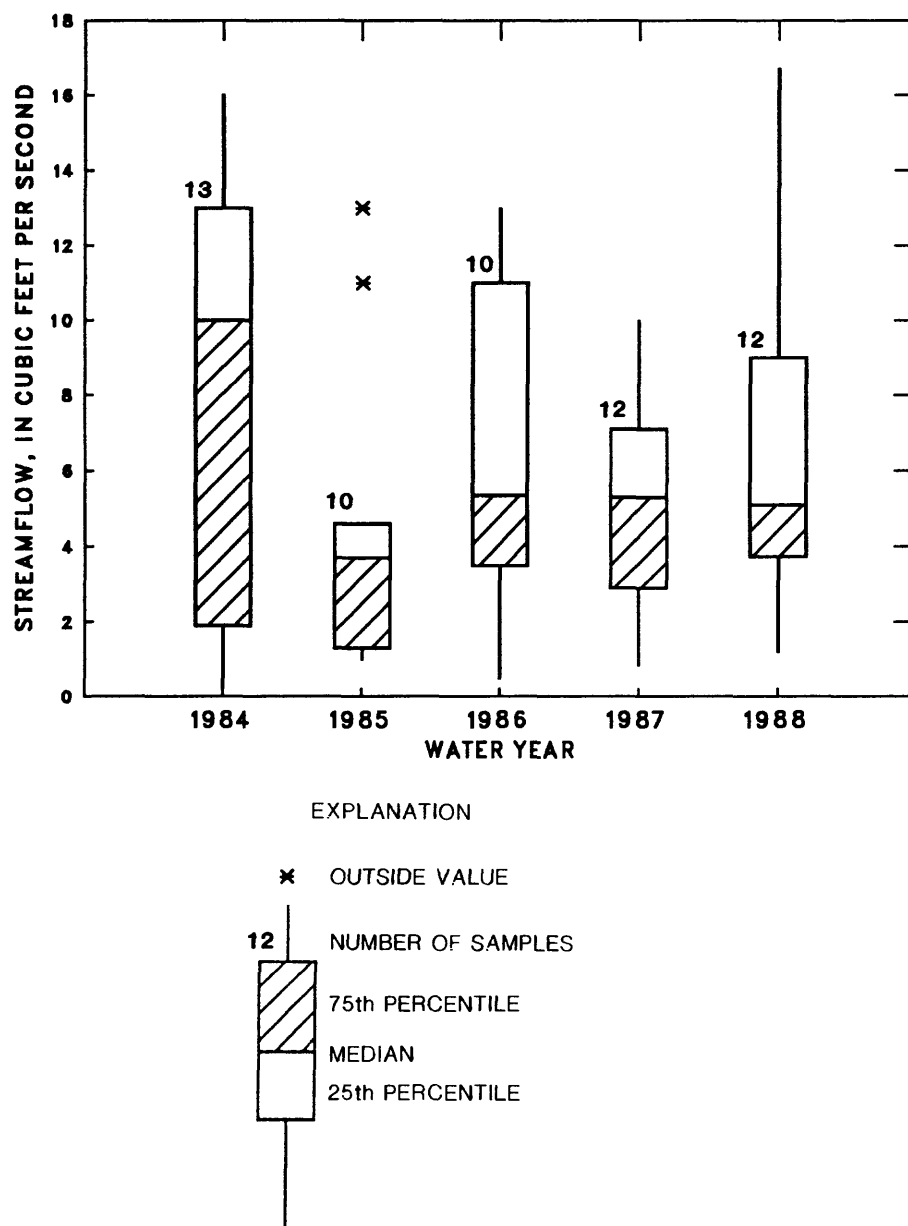 STREAMFLOW, IN CUBIC FEET PER SECOND
18
16
14
12
10
8
6
4
2
0
13
10
10
12
12
1984
1985
1986
1987
1988
WATER YEAR
EXPLANATION
* OUTSIDE VALUE
12 NUMBER OF SAMPLES
75th PERCENTILE
MEDIAN
25th PERCENTILE